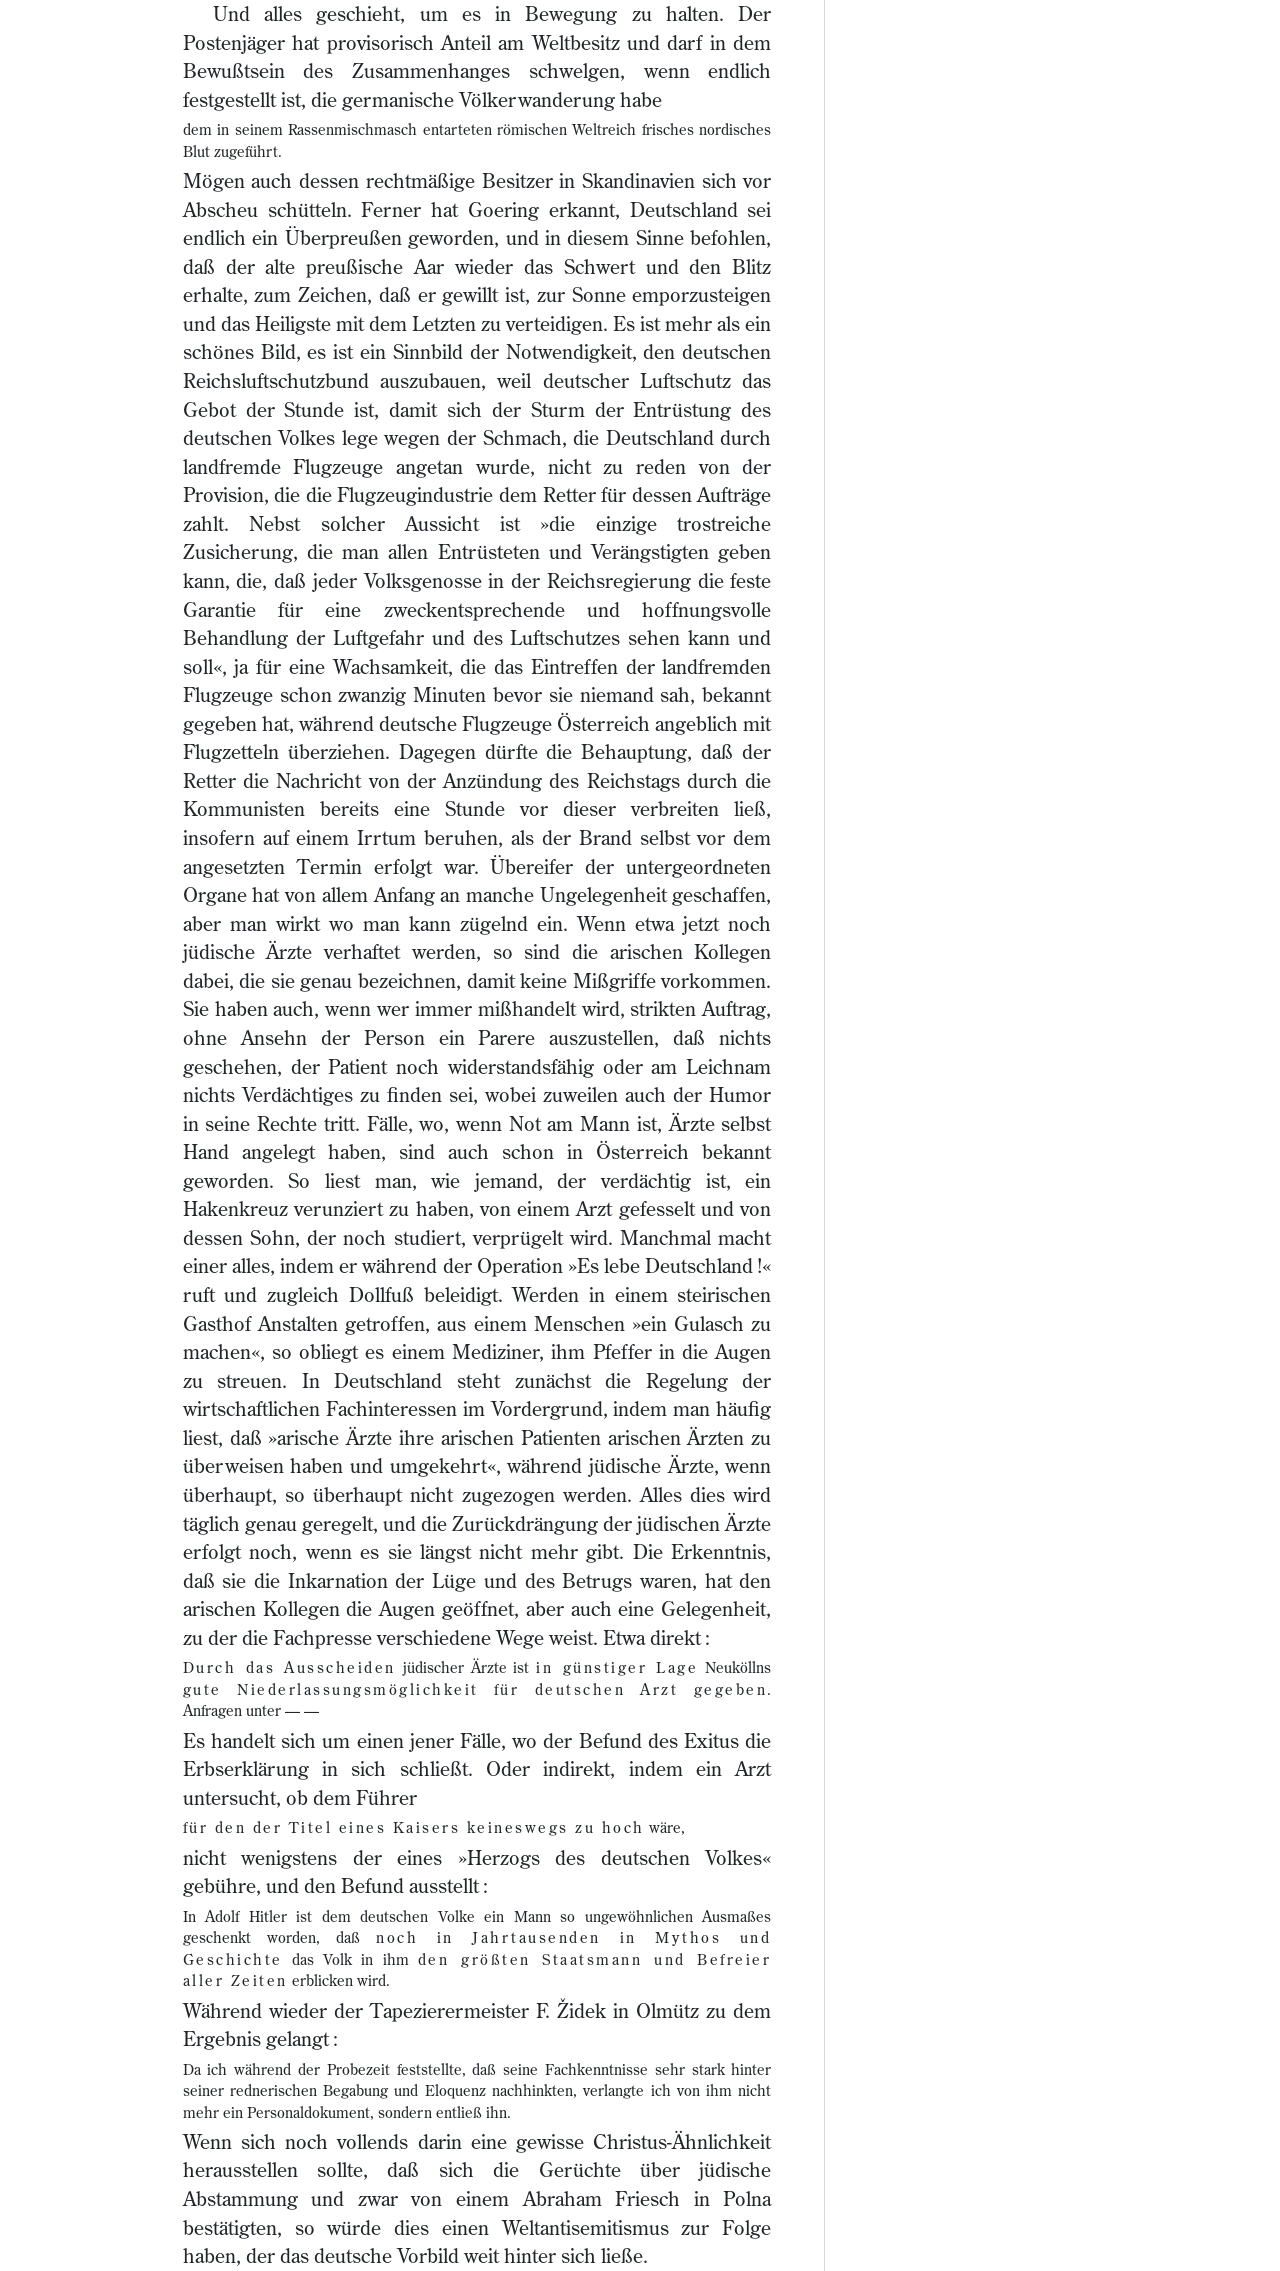 Und alles geschieht, um es in Bewegung zu halten. Der
Postenjäger hat provisorisch Anteil am Weltbesitz und darf in dem
Bewußtsein des Zusammenhanges schwelgen, wenn endlich
festgestellt ist, die germanische Völkerwanderung habe
dem in seinem Rassenmischmasch entarteten römischen Weltreich frisches nordisches
Blut zugeführt.
Mögen auch dessen rechtmäßige Besitzer in Skandinavien sich vor
Abscheu schütteln. Ferner hat Goering erkannt, Deutschland sei
endlich ein Überpreußen geworden, und in diesem Sinne befohlen,
daß der alte preußische Aar wieder das Schwert und den Blitz
erhalte, zum Zeichen, daß er gewillt ist, zur Sonne emporzusteigen
und das Heiligste mit dem Letzten zu verteidigen. Es ist mehr als ein
schönes Bild, es ist ein Sinnbild der Notwendigkeit, den deutschen
Reichsluftschutzbund auszubauen, weil deutscher Luftschutz das
Gebot der Stunde ist, damit sich der Sturm der Entrüstung des
deutschen Volkes lege wegen der Schmach, die Deutschland durch
landfremde Flugzeuge angetan wurde, nicht zu reden von der
Provision, die die Flugzeugindustrie dem Retter für dessen Aufträge
zahlt. Nebst solcher Aussicht ist »die einzige trostreiche
Zusicherung, die man allen Entrüsteten und Verängstigten geben
kann, die, daß jeder Volksgenosse in der Reichsregierung die feste
Garantie für eine zweckentsprechende und hoffnungsvolle
Behandlung der Luftgefahr und des Luftschutzes sehen kann und
soll«, ja für eine Wachsamkeit, die das Eintreffen der landfremden
Flugzeuge schon zwanzig Minuten bevor sie niemand sah, bekannt
gegeben hat, während deutsche Flugzeuge Österreich angeblich mit
Flugzetteln überziehen. Dagegen dürfte die Behauptung, daß der
Retter die Nachricht von der Anzündung des Reichstags durch die
Kommunisten bereits eine Stunde vor dieser verbreiten ließ,
insofern auf einem Irrtum beruhen, als der Brand selbst vor dem
angesetzten Termin erfolgt war. Übereifer der untergeordneten
Organe hat von allem Anfang an manche Ungelegenheit geschaffen,
aber man wirkt wo man kann zügelnd ein. Wenn etwa jetzt noch
jüdische Ärzte verhaftet werden, so sind die arischen Kollegen
dabei, die sie genau bezeichnen, damit keine Mißgriffe vorkommen.
Sie haben auch, wenn wer immer mißhandelt wird, strikten Auftrag,
ohne Ansehn der Person ein Parere auszustellen, daß nichts
geschehen, der Patient noch widerstandsfähig oder am Leichnam
nichts Verdächtiges zu finden sei, wobei zuweilen auch der Humor
in seine Rechte tritt. Fälle, wo, wenn Not am Mann ist, Ärzte selbst
Hand angelegt haben, sind auch schon in Österreich bekannt
geworden. So liest man, wie jemand, der verdächtig ist, ein
Hakenkreuz verunziert zu haben, von einem Arzt gefesselt und von
dessen Sohn, der noch studiert, verprügelt wird. Manchmal macht
einer alles, indem er während der Operation »Es lebe Deutschland !«
ruft und zugleich Dollfuß beleidigt. Werden in einem steirischen
Gasthof Anstalten getroffen, aus einem Menschen »ein Gulasch zu
machen«, so obliegt es einem Mediziner, ihm Pfeffer in die Augen
zu streuen. In Deutschland steht zunächst die Regelung der
wirtschaftlichen Fachinteressen im Vordergrund, indem man häufig
liest, daß »arische Ärzte ihre arischen Patienten arischen Ärzten zu
überweisen haben und umgekehrt«, während jüdische Ärzte, wenn
überhaupt, so überhaupt nicht zugezogen werden. Alles dies wird
täglich genau geregelt, und die Zurückdrängung der jüdischen Ärzte
erfolgt noch, wenn es sie längst nicht mehr gibt. Die Erkenntnis,
daß sie die Inkarnation der Lüge und des Betrugs waren, hat den
arischen Kollegen die Augen geöffnet, aber auch eine Gelegenheit,
zu der die Fachpresse verschiedene Wege weist. Etwa direkt :
Durch das Ausscheiden jüdischer Ärzte ist in günstiger Lage Neuköllns
gute Niederlassungsmöglichkeit für deutschen Arzt gegeben.
Anfragen unter — —
Es handelt sich um einen jener Fälle, wo der Befund des Exitus die
Erbserklärung in sich schließt. Oder indirekt, indem ein Arzt
untersucht, ob dem Führer
für den der Titel eines Kaisers keineswegs zu hoch wäre,
nicht wenigstens der eines »Herzogs des deutschen Volkes«
gebühre, und den Befund ausstellt :
In Adolf Hitler ist dem deutschen Volke ein Mann so ungewöhnlichen Ausmaßes
geschenkt worden, daß noch in Jahrtausenden in Mythos und
Geschichte das Volk in ihm den größten Staatsmann und Befreier
aller Zeiten erblicken wird.
Während wieder der Tapezierermeister F. Židek in Olmütz zu dem
Ergebnis gelangt :
Da ich während der Probezeit feststellte, daß seine Fachkenntnisse sehr stark hinter
seiner rednerischen Begabung und Eloquenz nachhinkten, verlangte ich von ihm nicht
mehr ein Personaldokument, sondern entließ ihn.
Wenn sich noch vollends darin eine gewisse Christus-Ähnlichkeit
herausstellen sollte, daß sich die Gerüchte über jüdische
Abstammung und zwar von einem Abraham Friesch in Polna
bestätigten, so würde dies einen Weltantisemitismus zur Folge
haben, der das deutsche Vorbild weit hinter sich ließe.